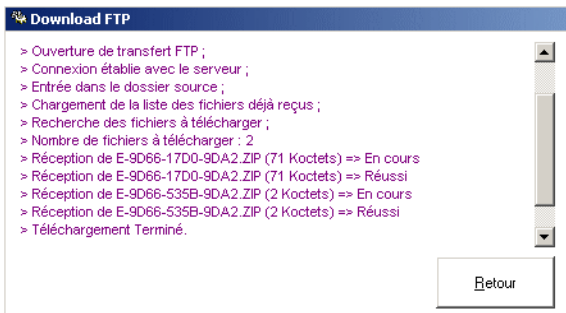 Download FTP
> Ouverture de transfert FTP ;
> Connexion établie avec le serveur ;
> Entrée dans le dossier source ;
> Chargement de la liste des fichiers déjà reçus ;
> Recherche des fichiers à télécharger ;
> Nombre de fichiers à télécharger : 2
> Réception de E-9D66-17D0-9DA2.ZIP (71 Koctets) => En cours
> Réception de E-9D66-17D0-9DA2.ZIP (71 Koctets) => Réussi
> Réception de E-9D66-535B-9DA2.ZIP (2 Koctets) => En cours
> Réception de E-9D66-535B-9DA2.ZIP (2 Koctets) => Réussi
> Téléchargement Terminé.
Retour